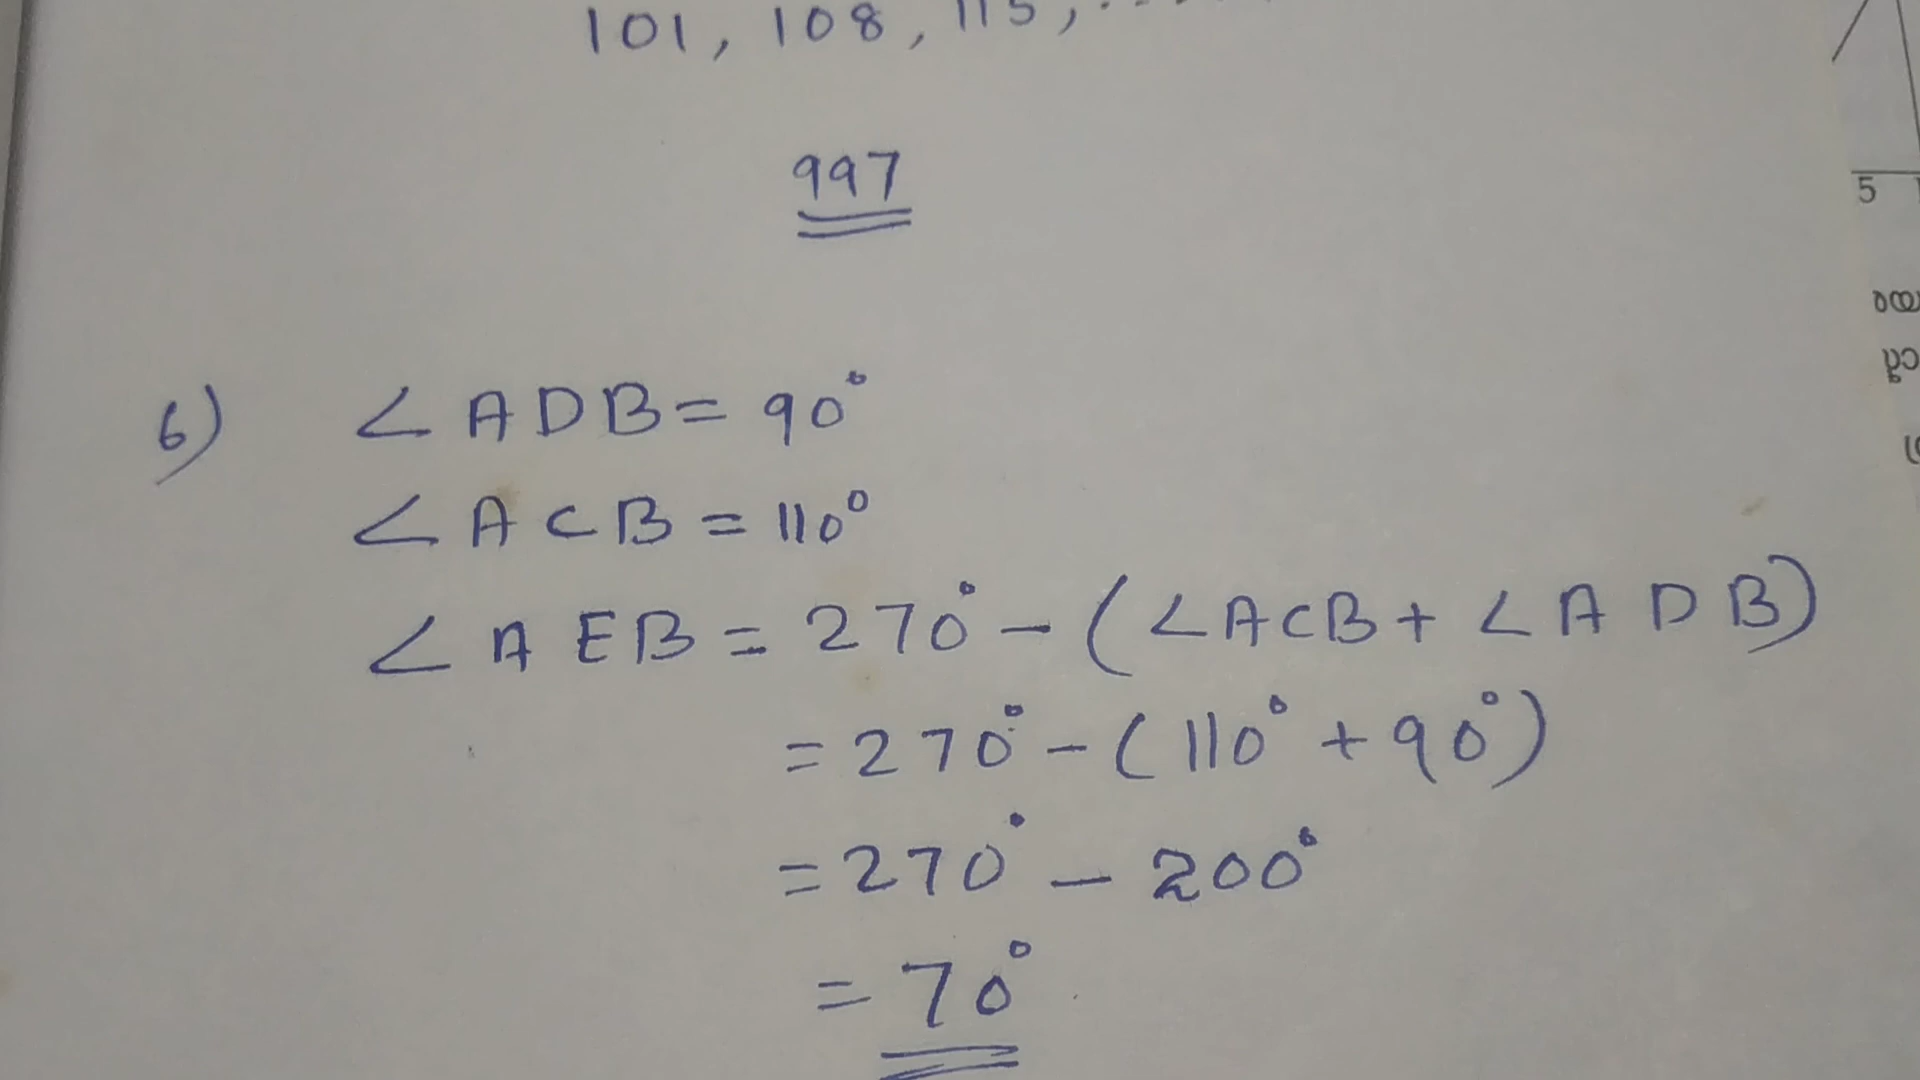 101, 108, 115, ......
997
6) ∠ADB = 90°
∠ACB = 110°
∠AEB = 270° - (∠ACB + ∠ADB)
= 270° - (110° + 90°)
= 270° - 200°
= 70°
5